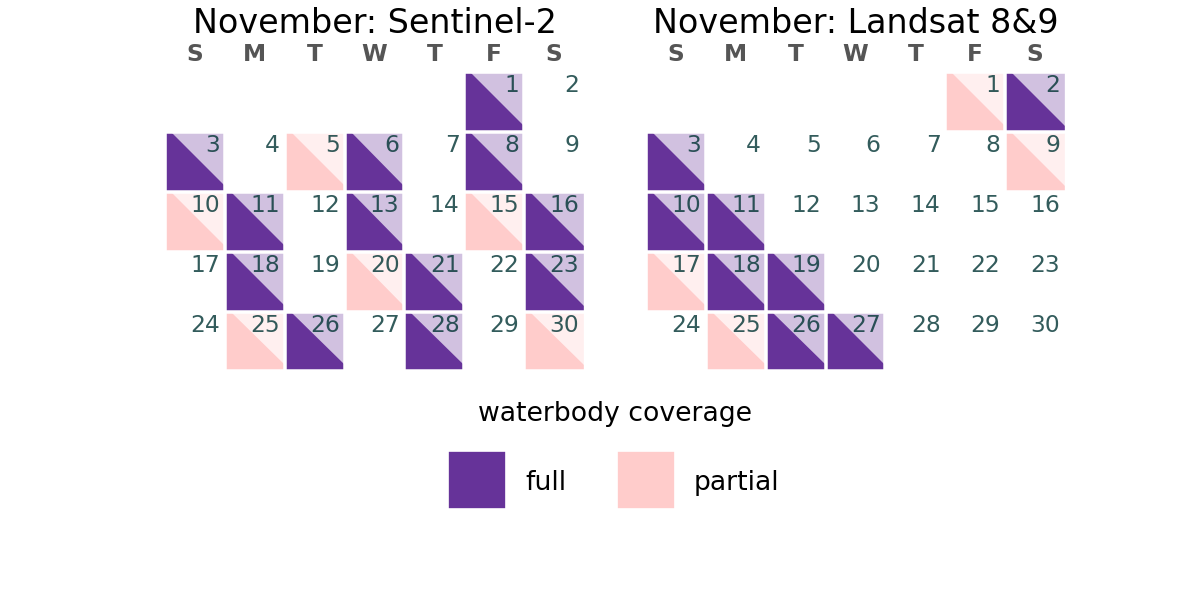 November: Sentinel-2
S M T W T F S
1 2
3 4 5 6 7 8 9
10 11 12 13 14 15 16
17 18 19 20 21 22 23
24 25 26 27 28 29 30
November: Landsat 8&9
S M T W T F S
1 2
3 4 5 6 7 8 9
10 11 12 13 14 15 16
17 18 19 20 21 22 23
24 25 26 27 28 29 30
waterbody coverage
full
partial